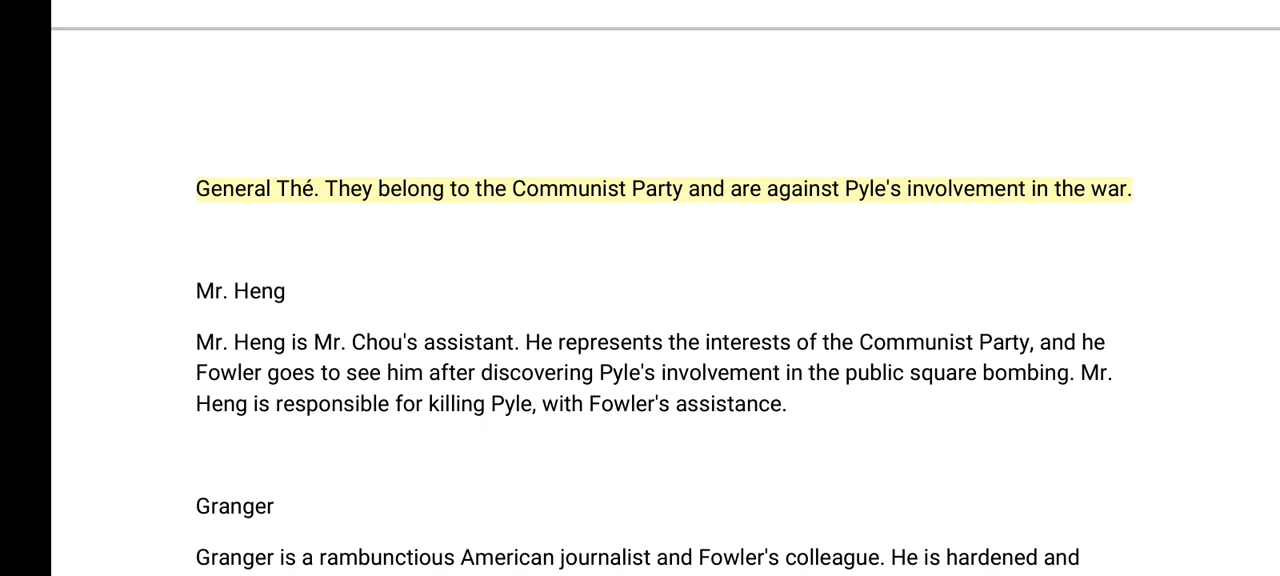 General Thé. They belong to the Communist Party and are against Pyle's involvement in the war.
Mr. Heng
Mr. Heng is Mr. Chou's assistant. He represents the interests of the Communist Party, and he
Fowler goes to see him after discovering Pyle's involvement in the public square bombing. Mr.
Heng is responsible for killing Pyle, with Fowler's assistance.
Granger
Granger is a rambunctious American journalist and Fowler's colleague. He is hardened and